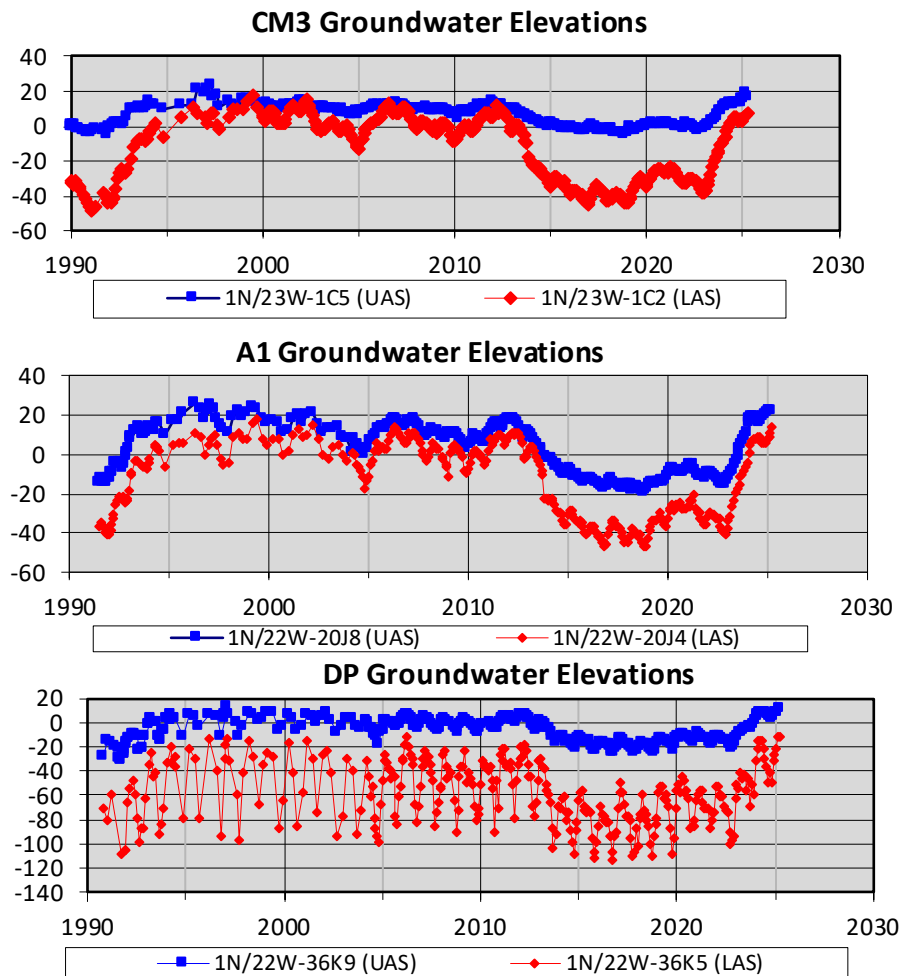 CM3 Groundwater Elevations
40
20
0
-20
-40
-60
1990 2000 2010 2020 2030
1N/23W-1C5 (UAS) 1N/23W-1C2 (LAS)
A1 Groundwater Elevations
40
20
0
-20
-40
-60
1990 2000 2010 2020 2030
1N/22W-20J8 (UAS) 1N/22W-20J4 (LAS)
DP Groundwater Elevations
20
0
-20
-40
-60
-80
-100
-120
-140
1990 2000 2010 2020 2030
1N/22W-36K9 (UAS) 1N/22W-36K5 (LAS)